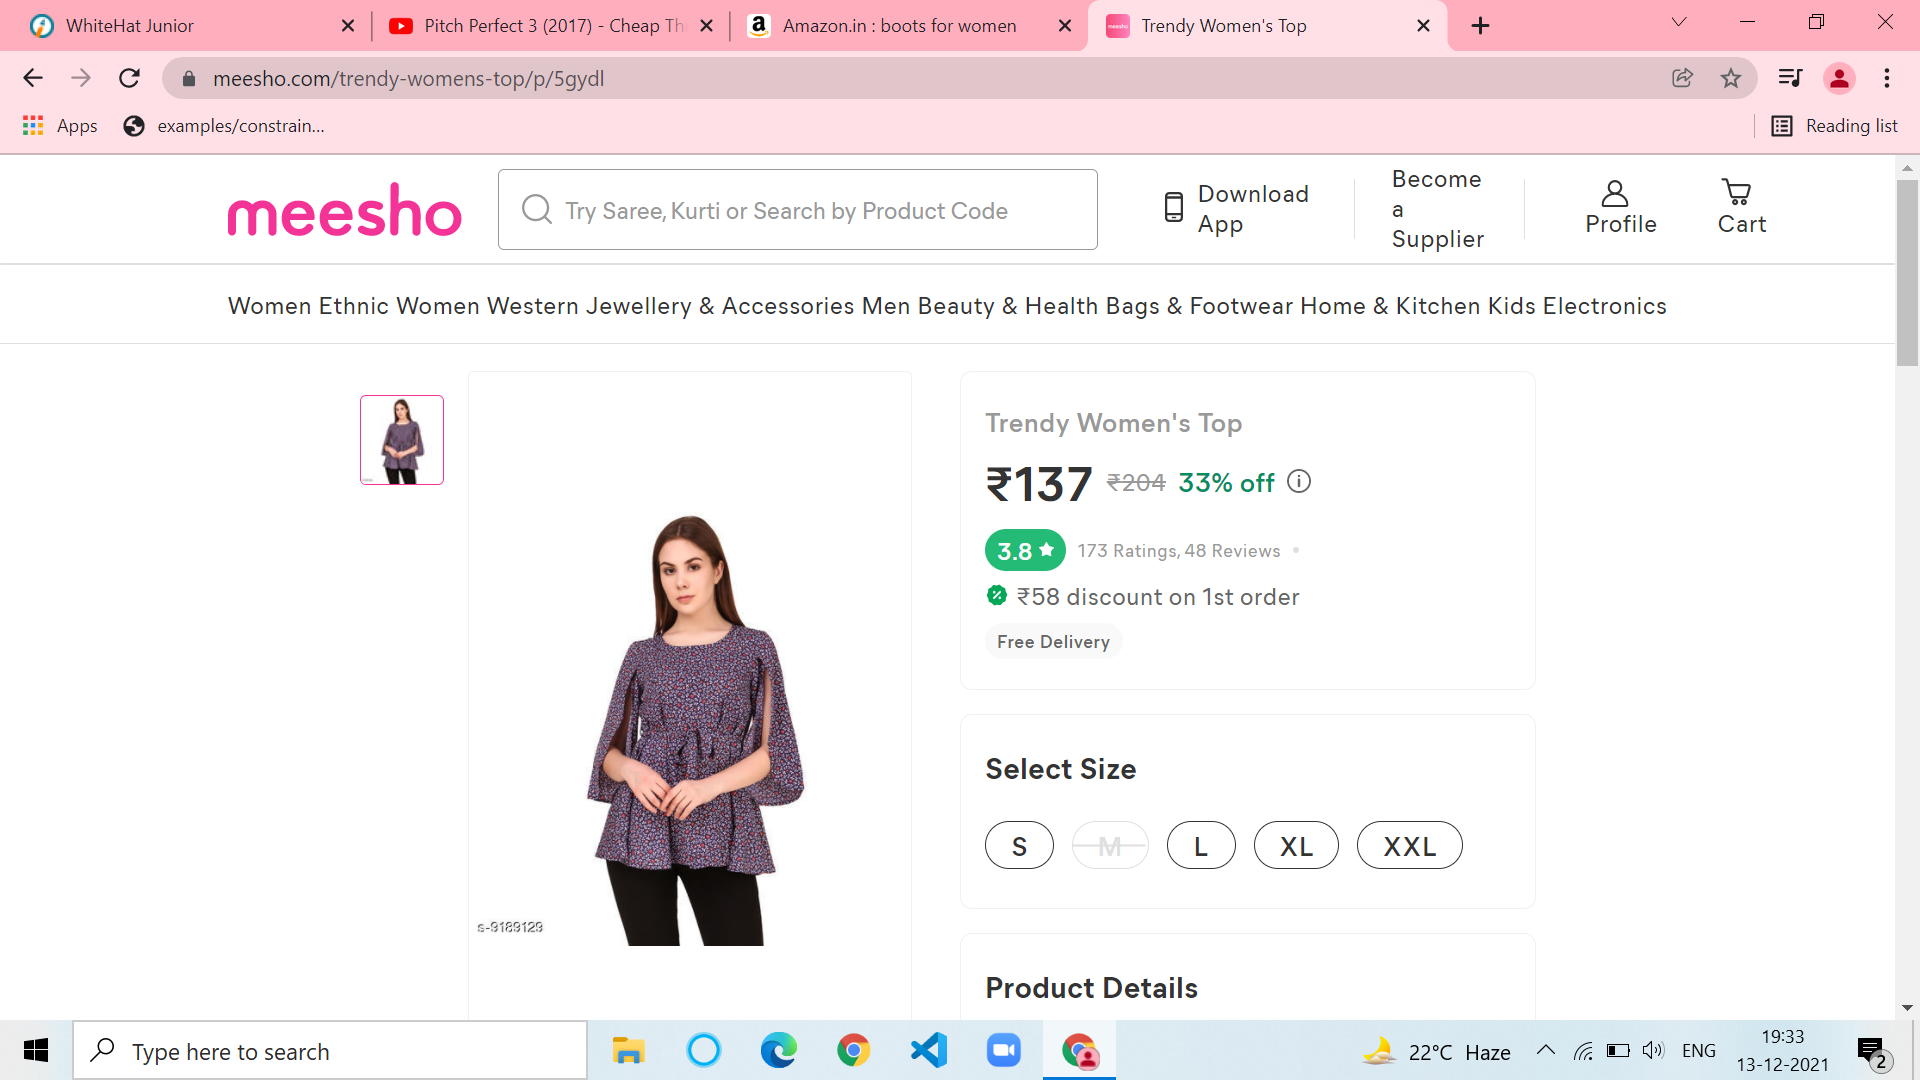 WhiteHat Junior
Pitch Perfect 3 (2017) - Cheap Th
Amazon.in : boots for women
Trendy Women's Top
meesho.com/trendy-womens-top/p/5gydl
Apps
examples/constrain...
Reading list
meesho
Try Saree, Kurti or Search by Product Code
Download
App
Become
a
Supplier
Profile
Cart
Women Ethnic Women Western Jewellery & Accessories Men Beauty & Health Bags & Footwear Home & Kitchen Kids Electronics
Trendy Women's Top
₹137 ₹204 33% off
3.8 173 Ratings, 48 Reviews
₹58 discount on 1st order
Free Delivery
Select Size
S M L XL XXL
s-9189129
Product Details
Type here to search
22°C Haze
ENG
19:33
13-12-2021
2